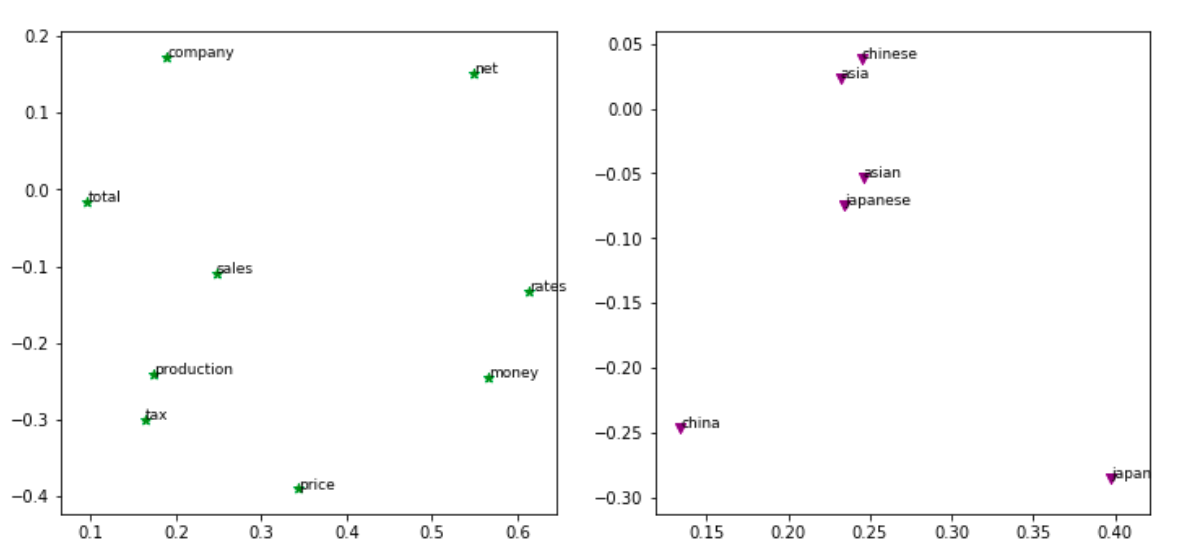 0.2
0.1
0.0
−0.1
−0.2
−0.3
−0.4
company
net
total
sales
rates
production
money
tax
price
0.1 0.2 0.3 0.4 0.5 0.6
0.05
0.00
−0.05
−0.10
−0.15
−0.20
−0.25
−0.30
chinese
asia
asian
japanese
china
japan
0.15 0.20 0.25 0.30 0.35 0.40